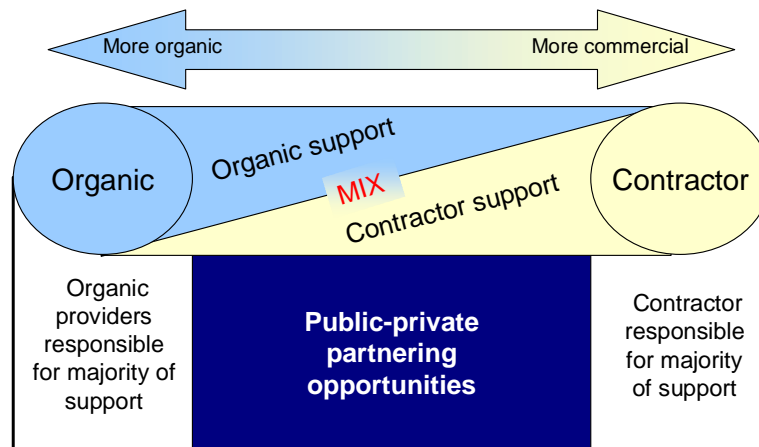 More organic
More commercial
Organic
Organic support
MIX
Contractor support
Contractor
Organic
providers
responsible
for majority of
support
Public-private
partnering
opportunities
Contractor
responsible
for majority
of support